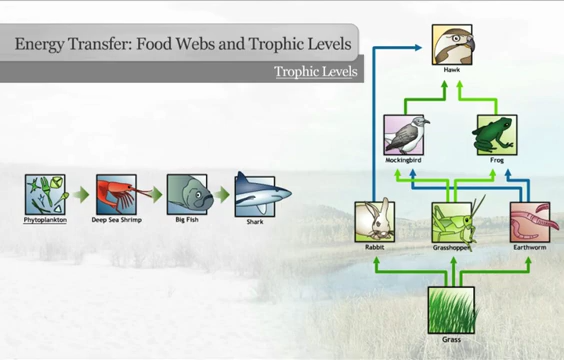 Energy Transfer: Food Webs and Trophic Levels
Trophic Levels
Hawk
Mockingbird
Frog
Phytoplankton
Deep Sea Shrimp
Big Fish
Shark
Rabbit
Grasshopper
Earthworm
Grass